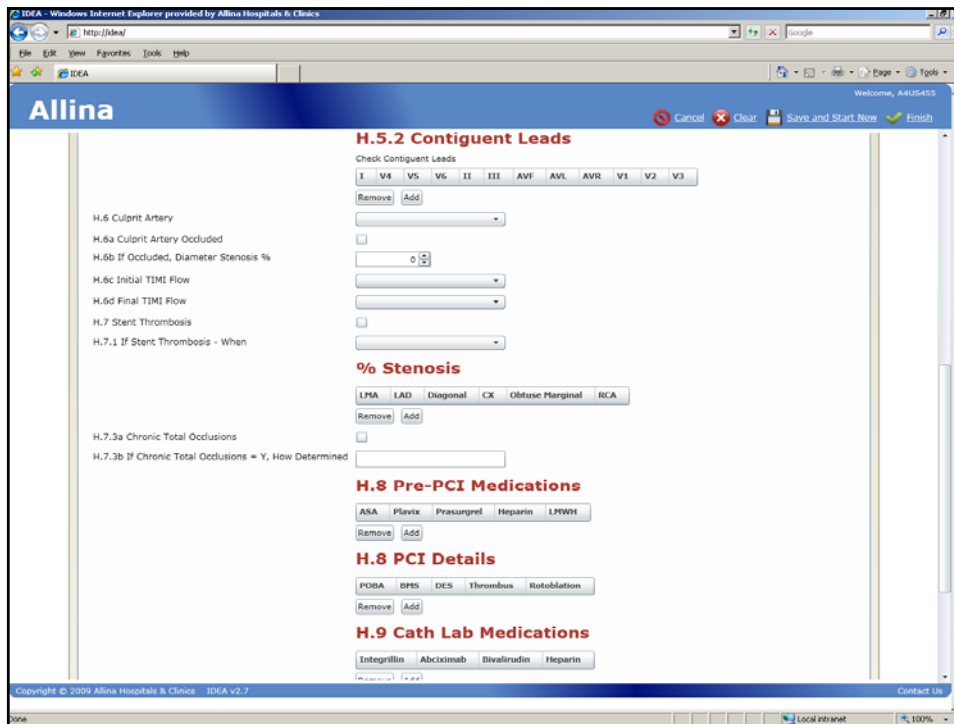 IDEA - Windows Internet Explorer provided by Allina Hospitals & Clinics
http://idea/
Google
File Edit View Favorites Tools Help
IDEA
Page Tools
Welcome, A4US455
Allina
Cancel Clear Save and Start New Finish
H.5.2 Contiguent Leads
Check Contiguent Leads
I V4 V5 V6 II III AVF AVL AVR V1 V2 V3
Remove Add
H.6 Culprit Artery
H.6a Culprit Artery Occluded
H.6b If Occluded, Diameter Stenosis % 0
H.6c Initial TIMI Flow
H.6d Final TIMI Flow
H.7 Stent Thrombosis
H.7.1 If Stent Thrombosis - When
% Stenosis
LMA LAD Diagonal CX Obtuse Marginal RCA
Remove Add
H.7.3a Chronic Total Occlusions
H.7.3b If Chronic Total Occlusions = Y, How Determined
H.8 Pre-PCI Medications
ASA Plavix Prasurgrel Heparin LMWH
Remove Add
H.8 PCI Details
POBA BMS DES Thrombus Rotoblation
Remove Add
H.9 Cath Lab Medications
Integrillin Abciximab Bivalirudin Heparin
Remove Add
Copyright © 2009 Allina Hospitals & Clinics IDEA v2.7 Contact Us
Done Local intranet 100%